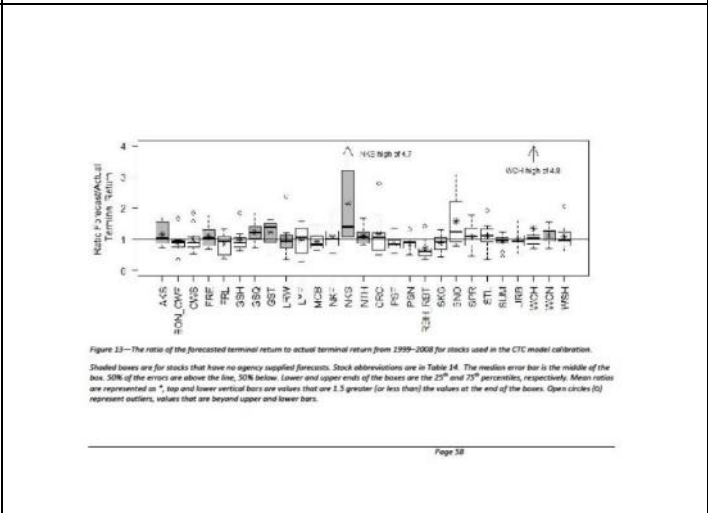 4
3
2
1
0
Ratio Forecast/Actual
Terminal Return
NKS high of 4.7
WCH high of 4.8
AKS
BON_CWF
CWS
FRE
FRL
GSH
GSQ
GST
LRW
LYF
MCB
NKF
NKS
NTH
ORC
PSF
PSN
RBH_RBT
SKG
SNO
SPR
STL
SUM
URB
WCH
WCN
WSH
Figure 13—The ratio of the forecasted terminal return to actual terminal return from 1999–2008 for stocks used in the CTC model calibration.
Shaded boxes are for stocks that have no agency supplied forecasts. Stock abbreviations are in Table 14. The median error bar is the middle of the
box. 50% of the errors are above the line, 50% below. Lower and upper ends of the boxes are the 25th and 75th percentiles, respectively. Mean ratios
are represented as *, top and lower vertical bars are values that are 1.5 greater (or less than) the values at the end of the boxes. Open circles (0)
represent outliers, values that are beyond upper and lower bars.
Page 58